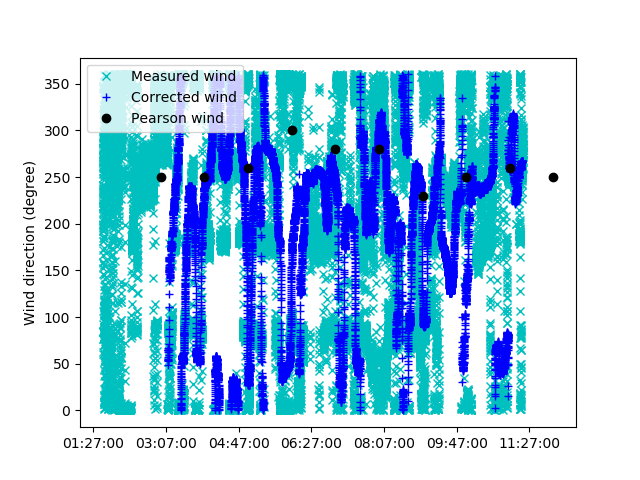 Measured wind
Corrected wind
Pearson wind
Wind direction (degree)
350
300
250
200
150
100
50
0
01:27:00 03:07:00 04:47:00 06:27:00 08:07:00 09:47:00 11:27:00